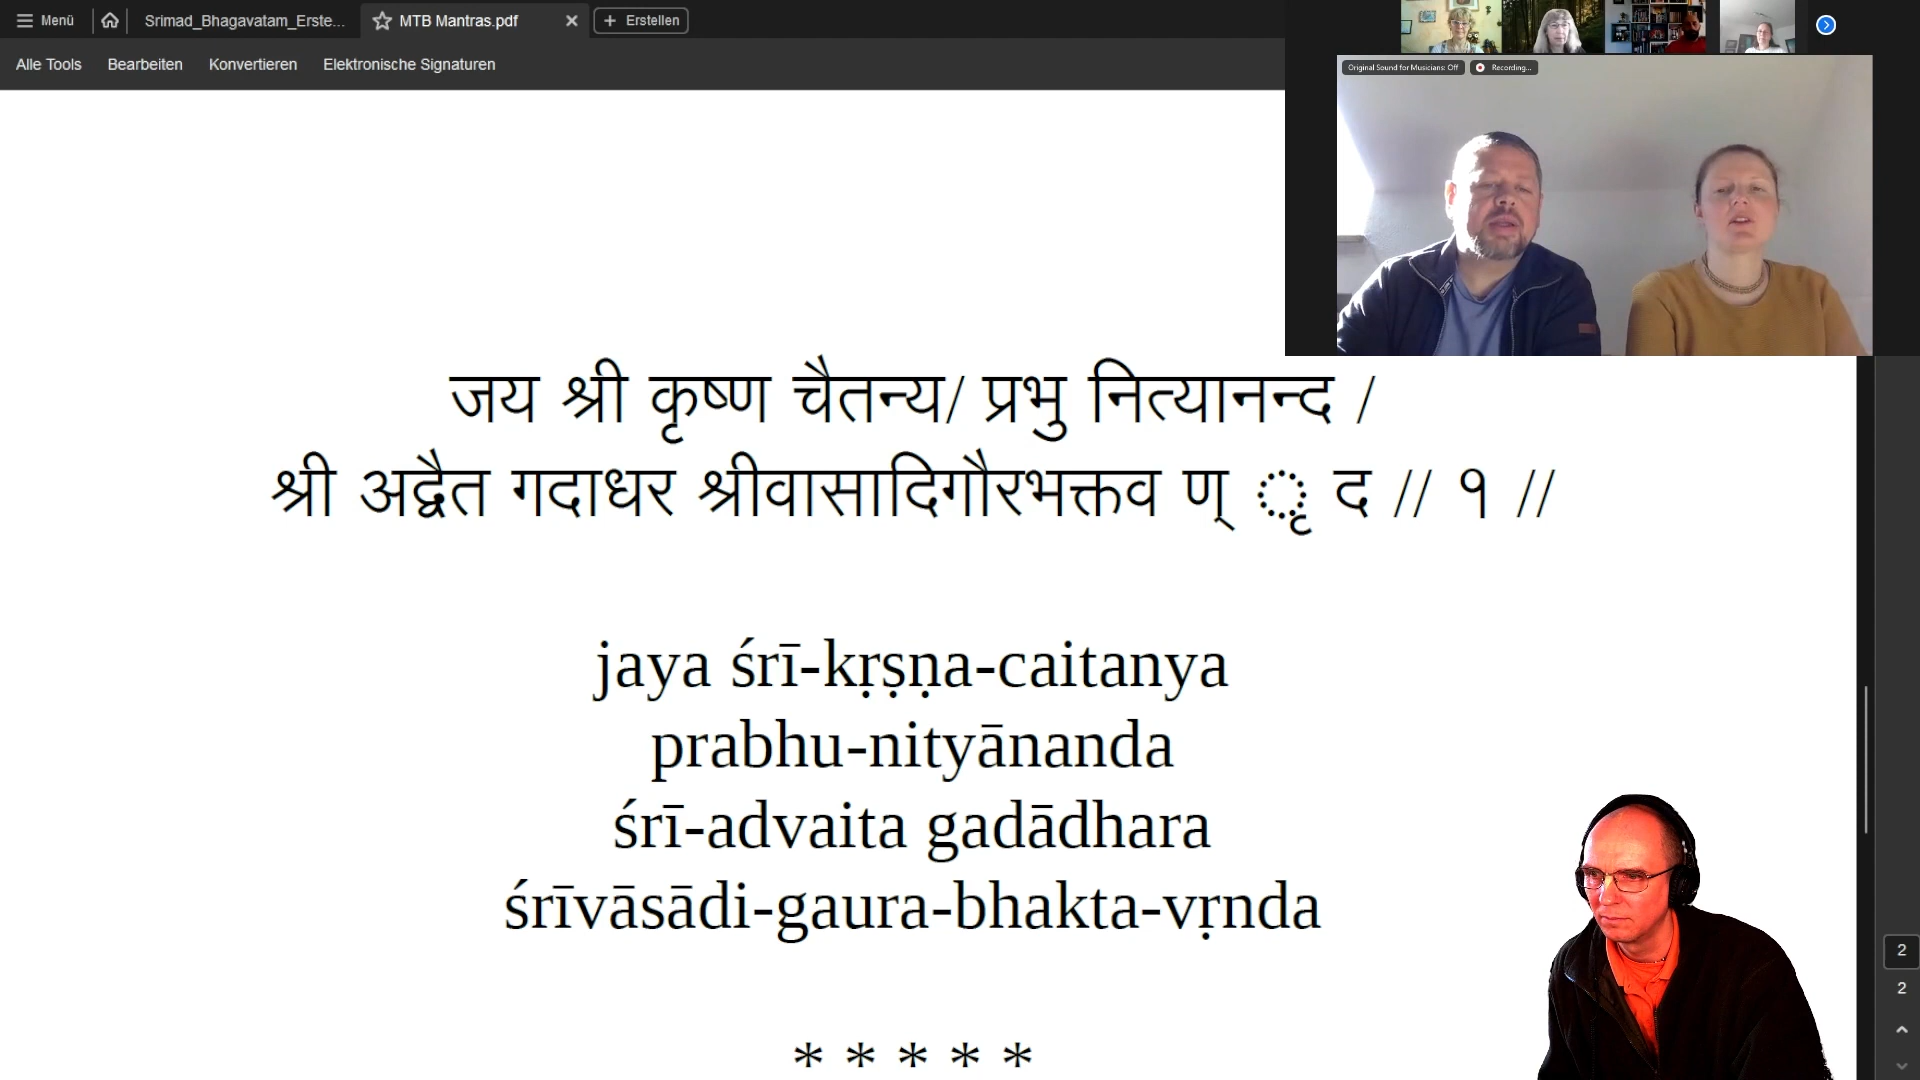 Menü
Srimad_Bhagavatam_Erste...
MTB Mantras.pdf
Erstellen
Alle Tools Bearbeiten Konvertieren Elektronische Signaturen
Original Sound for Musicians: Off
Recording...
जय श्री कृष्ण चैतन्य/ प्रभु नित्यानन्द /
श्री अद्वैत गदाधर श्रीवासादिगौरभक्तव ण् ृ द // १ //
jaya śrī-kṛṣṇa-caitanya
prabhu-nityānanda
śrī-advaita gadādhara
śrīvāsādi-gaura-bhakta-vṛnda
* * * * *
2
2